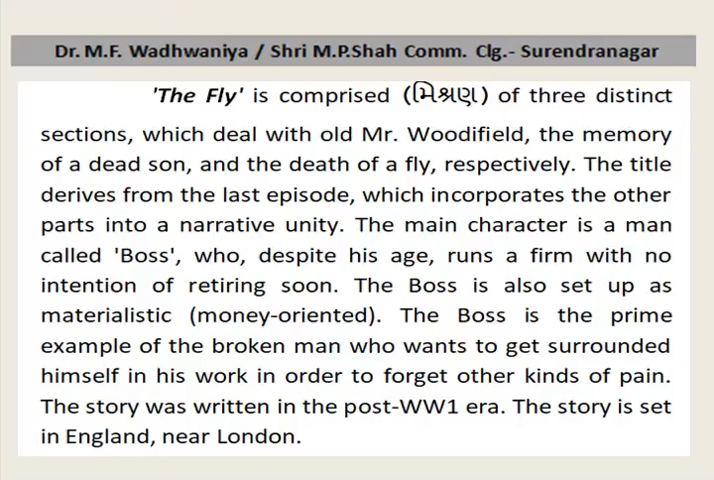 Dr. M.F. Wadhwaniya / Shri M.P.Shah Comm. Clg.- Surendranagar
'The Fly' is comprised (મિશ્રણ) of three distinct
sections, which deal with old Mr. Woodifield, the memory
of a dead son, and the death of a fly, respectively. The title
derives from the last episode, which incorporates the other
parts into a narrative unity. The main character is a man
called 'Boss', who, despite his age, runs a firm with no
intention of retiring soon. The Boss is also set up as
materialistic (money-oriented). The Boss is the prime
example of the broken man who wants to get surrounded
himself in his work in order to forget other kinds of pain.
The story was written in the post-WW1 era. The story is set
in England, near London.